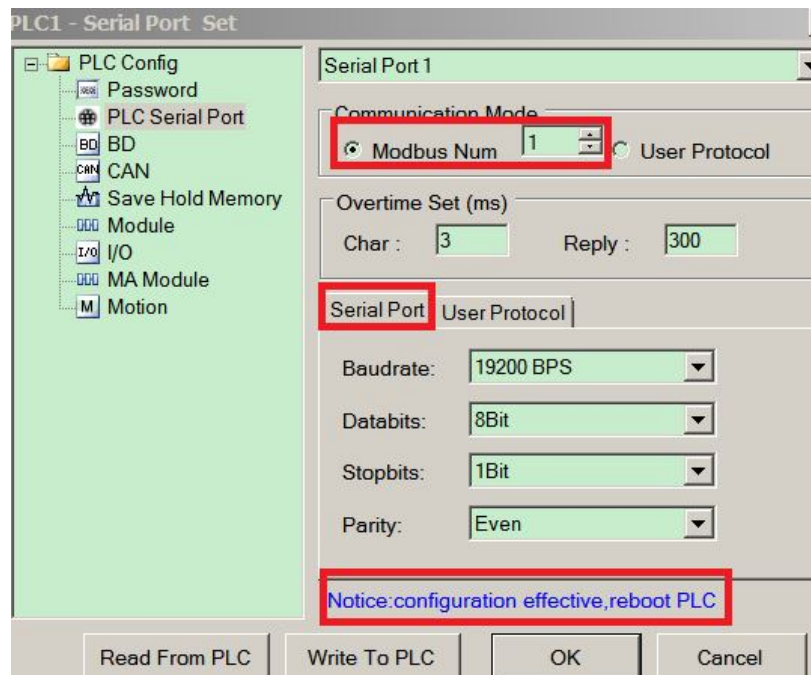 PLC1 - Serial Port Set
PLC Config
Password
PLC Serial Port
BD BD
CAN CAN
Save Hold Memory
Module
I/O I/O
MA Module
M Motion
Serial Port 1
Communication Mode
Modbus Num 1 User Protocol
Overtime Set (ms)
Char : 3 Reply : 300
Serial Port User Protocol
Baudrate: 19200 BPS
Databits: 8Bit
Stopbits: 1Bit
Parity: Even
Notice:configuration effective,reboot PLC
Read From PLC Write To PLC OK Cancel